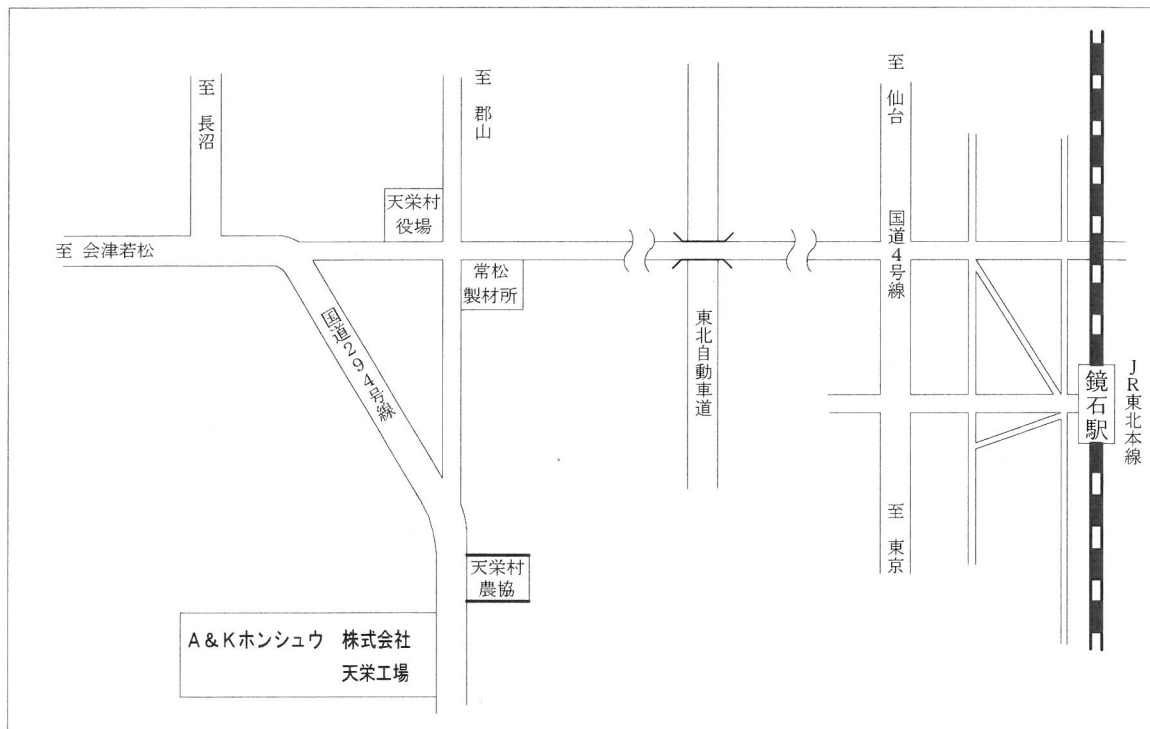 至 長沼
至 郡山
至 仙台
天栄村
役場
至 会津若松
常松
製材所
国道4号線
国道294号線
東北自動車道
鏡石駅
JR東北本線
至 東京
天栄村
農協
A&Kホンシュウ 株式会社
天栄工場